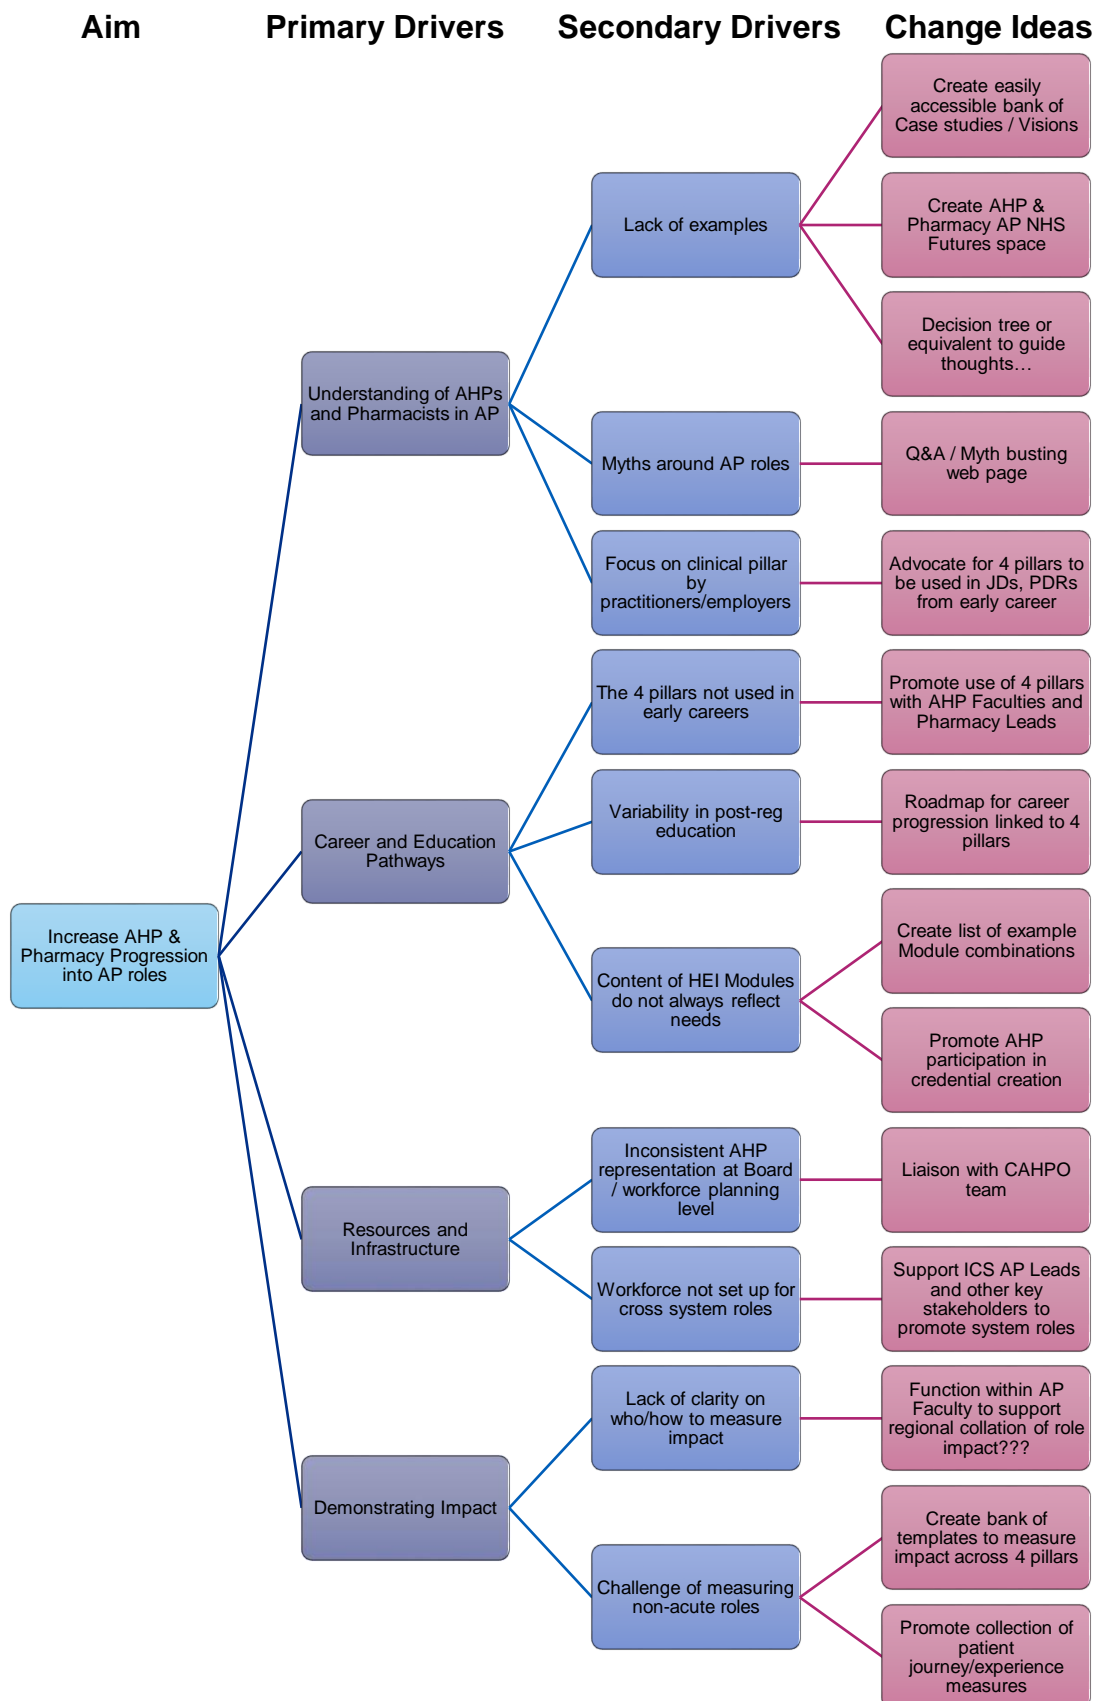 Aim
Primary Drivers
Secondary Drivers
Change Ideas
Increase AHP &
Pharmacy Progression
into AP roles
Understanding of AHPs
and Pharmacists in AP
Lack of examples
Create easily
accessible bank of
Case studies / Visions
Create AHP &
Pharmacy AP NHS
Futures space
Decision tree or
equivalent to guide
thoughts…
Myths around AP roles
Q&A / Myth busting
web page
Focus on clinical pillar
by
practitioners/employers
Advocate for 4 pillars to
be used in JDs, PDRs
from early career
Career and Education
Pathways
The 4 pillars not used in
early careers
Promote use of 4 pillars
with AHP Faculties and
Pharmacy Leads
Variability in post-reg
education
Roadmap for career
progression linked to 4
pillars
Content of HEI Modules
do not always reflect
needs
Create list of example
Module combinations
Promote AHP
participation in
credential creation
Resources and
Infrastructure
Inconsistent AHP
representation at Board
/ workforce planning
level
Liaison with CAHPO
team
Workforce not set up for
cross system roles
Support ICS AP Leads
and other key
stakeholders to
promote system roles
Demonstrating Impact
Lack of clarity on
who/how to measure
impact
Function within AP
Faculty to support
regional collation of role
impact???
Challenge of measuring
non-acute roles
Create bank of
templates to measure
impact across 4 pillars
Promote collection of
patient
journey/experience
measures